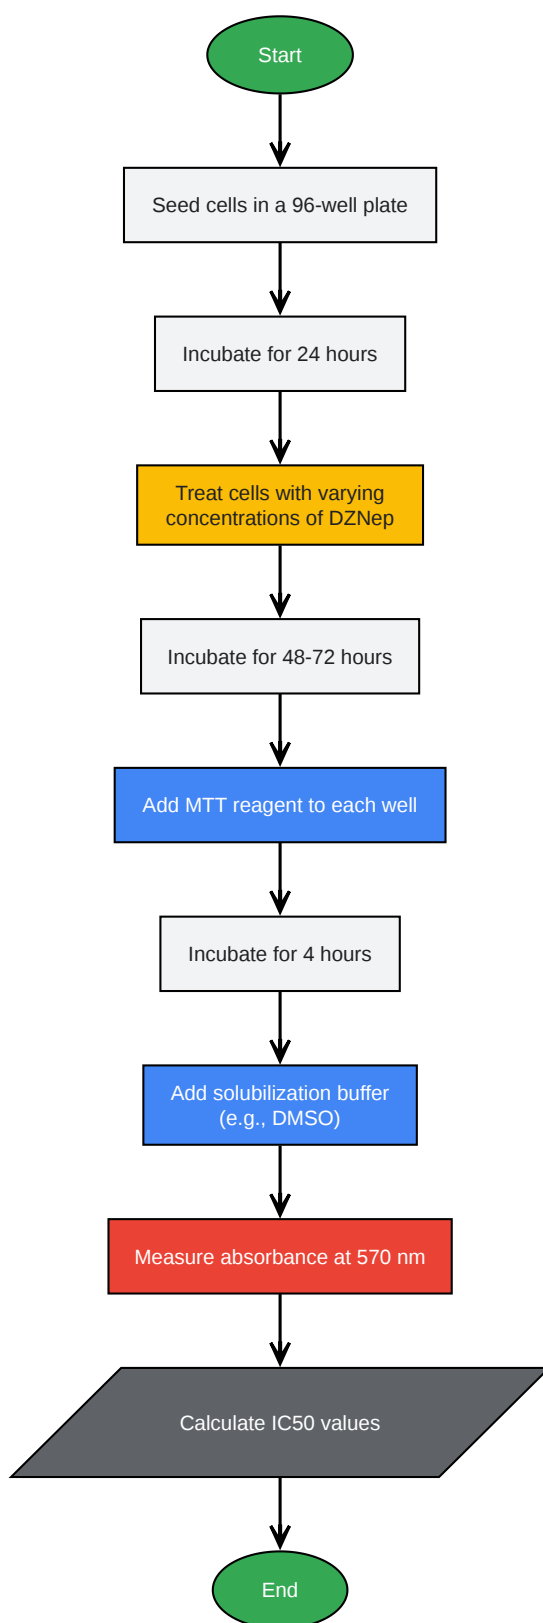 Start
Seed cells in a 96-well plate
Incubate for 24 hours
Treat cells with varying
concentrations of DZNep
Incubate for 48-72 hours
Add MTT reagent to each well
Incubate for 4 hours
Add solubilization buffer
(e.g., DMSO)
Measure absorbance at 570 nm
Calculate IC50 values
End